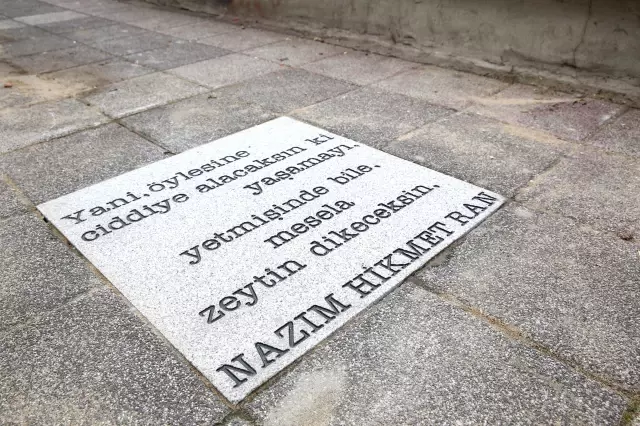 Yani, öylesine
ciddiye alacaksın ki
yaşamayı,
yetmişinde bile,
mesela
zeytin dikeceksin,
NAZIM HİKMET RAN